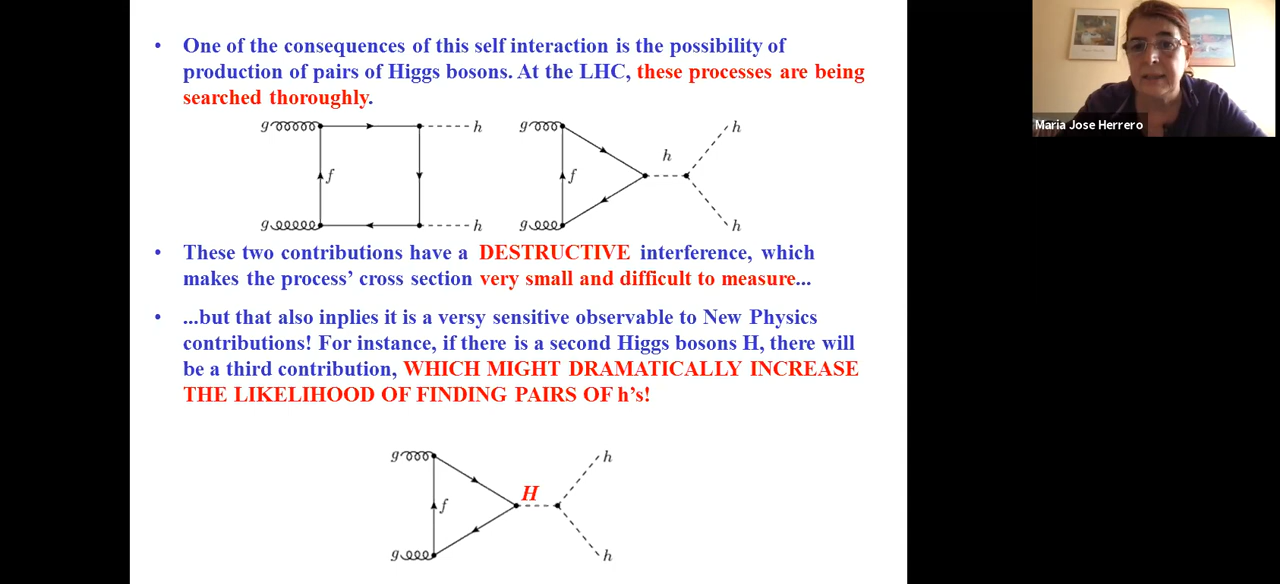 • One of the consequences of this self interaction is the possibility of
production of pairs of Higgs bosons. At the LHC, these processes are being
searched thoroughly.
g h g h
h
f f
g h g h
• These two contributions have a DESTRUCTIVE interference, which
makes the process’ cross section very small and difficult to measure...
• ...but that also inplies it is a versy sensitive observable to New Physics
contributions! For instance, if there is a second Higgs bosons H, there will
be a third contribution, WHICH MIGHT DRAMATICALLY INCREASE
THE LIKELIHOOD OF FINDING PAIRS OF h’s!
g h
H
f
g h
Maria Jose Herrero